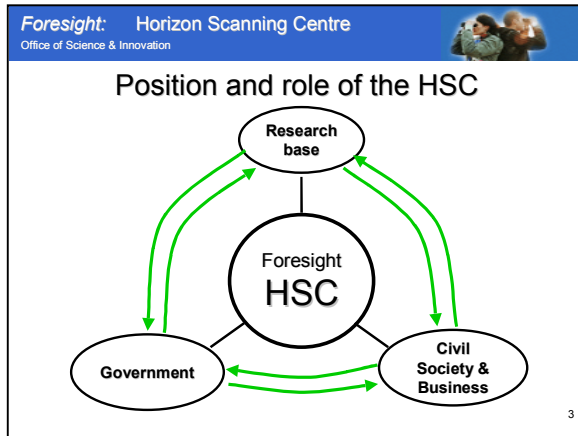 Foresight: Horizon Scanning Centre
Office of Science & Innovation
Position and role of the HSC
Research
base
Foresight
HSC
Government
Civil
Society &
Business
3